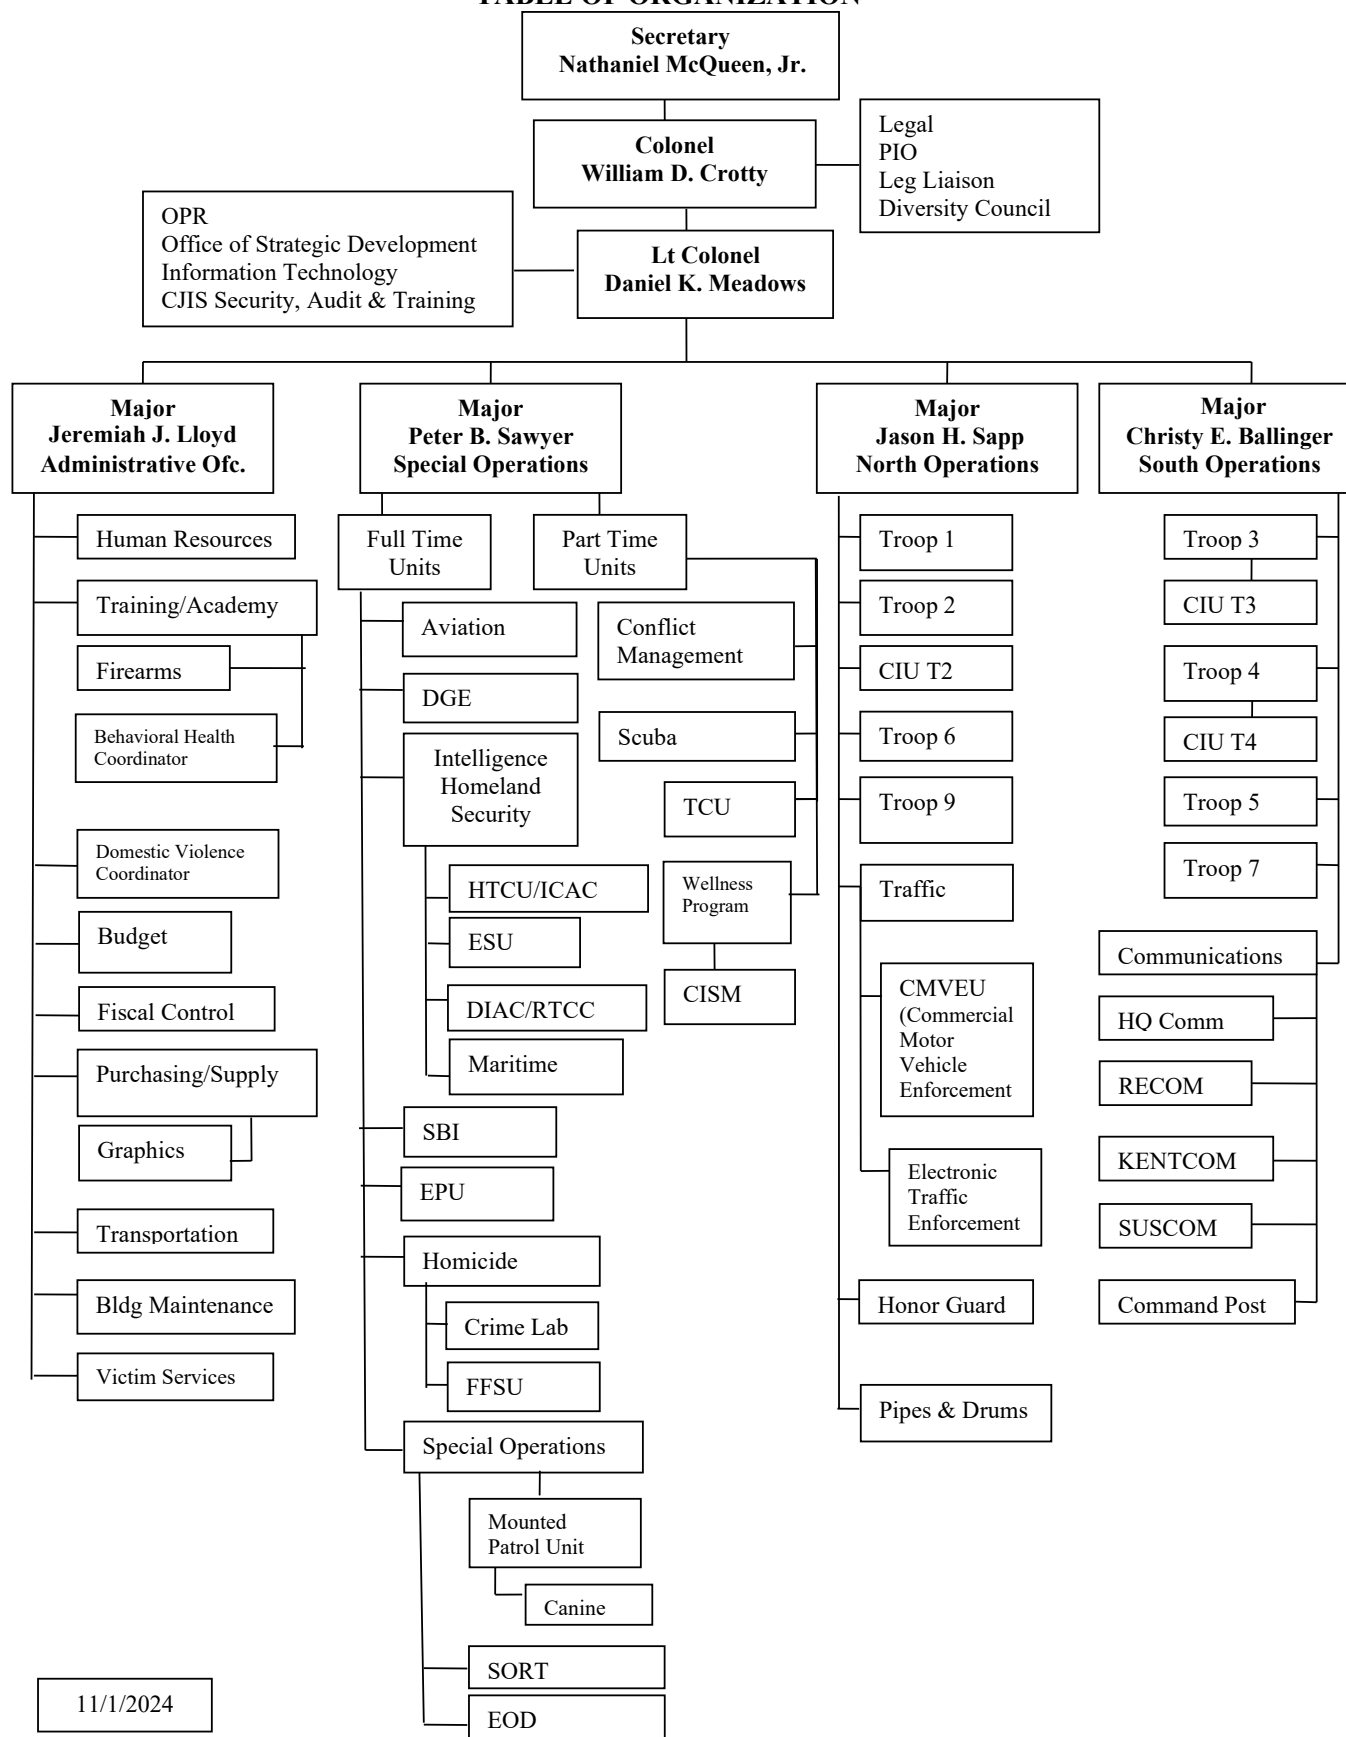 TABLE OF ORGANIZATION
Secretary
Nathaniel McQueen, Jr.
Colonel
William D. Crotty
Legal
PIO
Leg Liaison
Diversity Council
OPR
Office of Strategic Development
Information Technology
CJIS Security, Audit & Training
Lt Colonel
Daniel K. Meadows
Major
Jeremiah J. Lloyd
Administrative Ofc.
Human Resources
Training/Academy
Firearms
Behavioral Health
Coordinator
Domestic Violence
Coordinator
Budget
Fiscal Control
Purchasing/Supply
Graphics
Transportation
Bldg Maintenance
Victim Services
Major
Peter B. Sawyer
Special Operations
Full Time
Units
Aviation
DGE
Intelligence
Homeland
Security
HTCU/ICAC
ESU
DIAC/RTCC
Maritime
SBI
EPU
Homicide
Crime Lab
FFSU
Special Operations
Mounted
Patrol Unit
Canine
SORT
EOD
Part Time
Units
Conflict
Management
Scuba
TCU
Wellness
Program
CISM
Major
Jason H. Sapp
North Operations
Troop 1
Troop 2
CIU T2
Troop 6
Troop 9
Traffic
CMVEU
(Commercial
Motor
Vehicle
Enforcement
Electronic
Traffic
Enforcement
Honor Guard
Pipes & Drums
Major
Christy E. Ballinger
South Operations
Troop 3
CIU T3
Troop 4
CIU T4
Troop 5
Troop 7
Communications
HQ Comm
RECOM
KENTCOM
SUSCOM
Command Post
11/1/2024